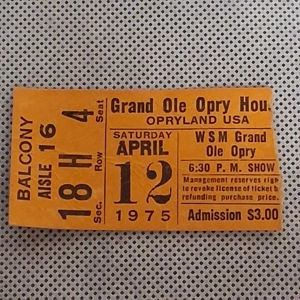 BALCONY
AISLE 16
18 H 4
Sec. Row Seat
Grand Ole Opry Hou
OPRYLAND USA
SATURDAY
APRIL
12
1975
WSM Grand
Ole Opry
6:30 P. M. SHOW
Management reserves rig
to revoke license of ticket b
refunding purchase price.
Admission $3.00